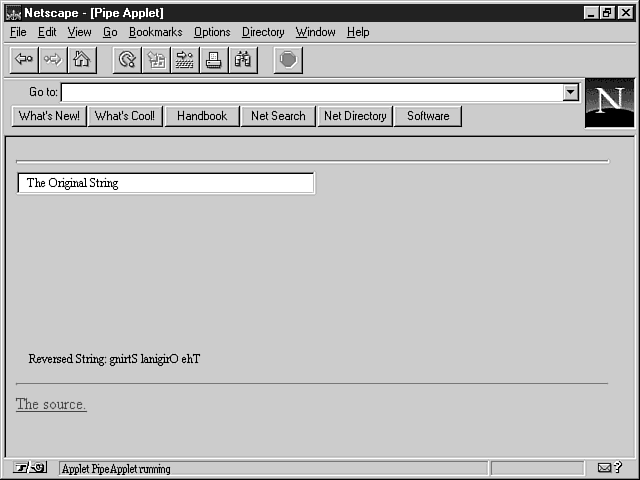 Netscape - [Pipe Applet]
File Edit View Go Bookmarks Options Directory Window Help
Go to:
N
What's New! What's Cool! Handbook Net Search Net Directory Software
The Original String
Reversed String: gnirtS lanigirO ehT
The source.
Applet PipeApplet running
?